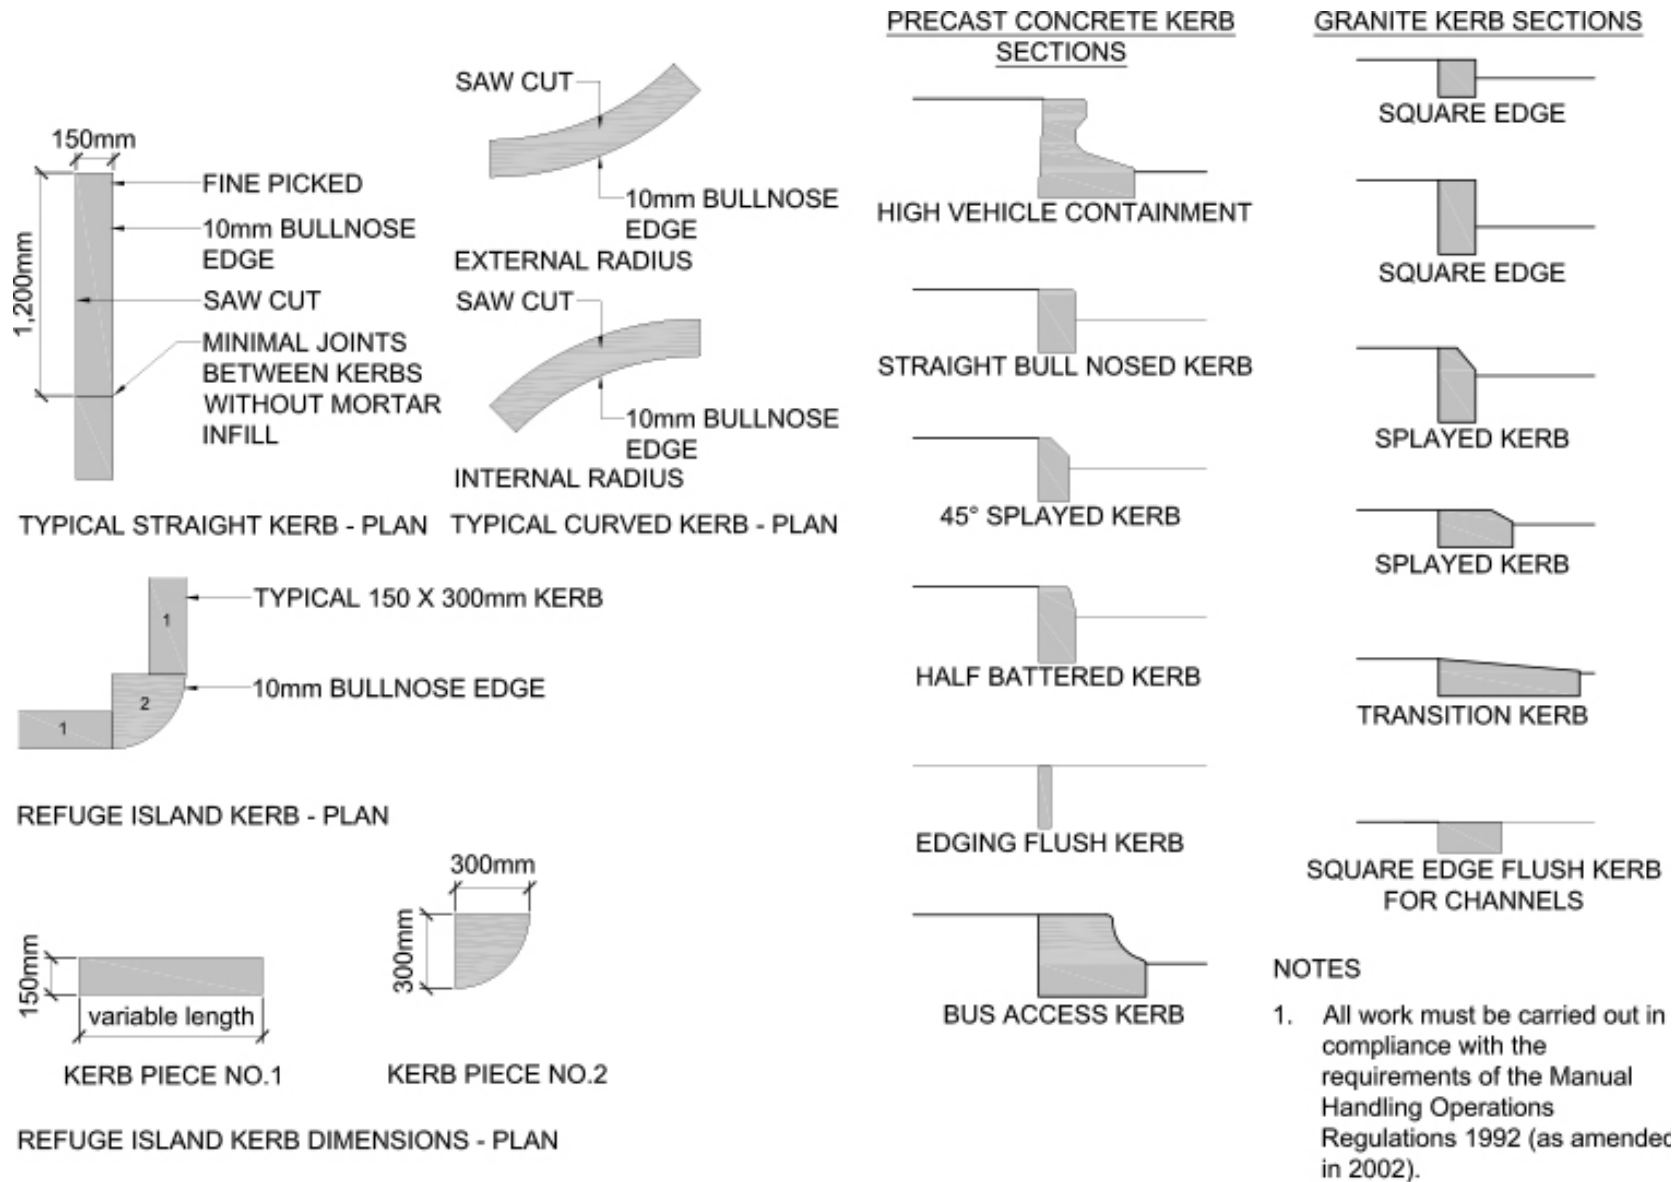 150mm
1,200mm
FINE PICKED
10mm BULLNOSE
EDGE
SAW CUT
MINIMAL JOINTS
BETWEEN KERBS
WITHOUT MORTAR
INFILL
TYPICAL STRAIGHT KERB - PLAN
SAW CUT
10mm BULLNOSE
EDGE
EXTERNAL RADIUS
SAW CUT
10mm BULLNOSE
EDGE
INTERNAL RADIUS
TYPICAL CURVED KERB - PLAN
1
TYPICAL 150 X 300mm KERB
2
10mm BULLNOSE EDGE
1
REFUGE ISLAND KERB - PLAN
150mm
variable length
KERB PIECE NO.1
300mm
300mm
KERB PIECE NO.2
REFUGE ISLAND KERB DIMENSIONS - PLAN
PRECAST CONCRETE KERB
SECTIONS
HIGH VEHICLE CONTAINMENT
STRAIGHT BULL NOSED KERB
45° SPLAYED KERB
HALF BATTERED KERB
EDGING FLUSH KERB
BUS ACCESS KERB
GRANITE KERB SECTIONS
SQUARE EDGE
SQUARE EDGE
SPLAYED KERB
SPLAYED KERB
TRANSITION KERB
SQUARE EDGE FLUSH KERB
FOR CHANNELS
NOTES
1. All work must be carried out in
compliance with the
requirements of the Manual
Handling Operations
Regulations 1992 (as amended
in 2002).